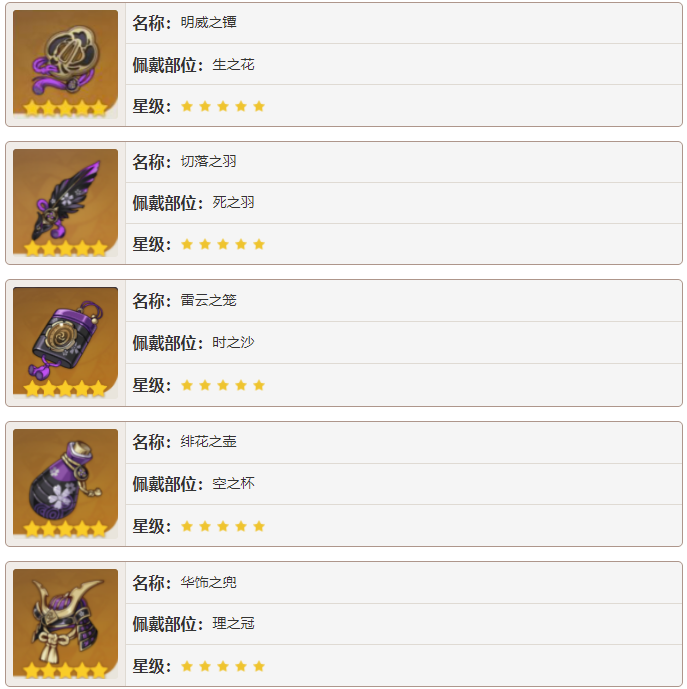 名称：明威之镡
佩戴部位：生之花
星级：
名称：切落之羽
佩戴部位：死之羽
星级：
名称：雷云之笼
佩戴部位：时之沙
星级：
名称：绯花之壶
佩戴部位：空之杯
星级：
名称：华饰之兜
佩戴部位：理之冠
星级：